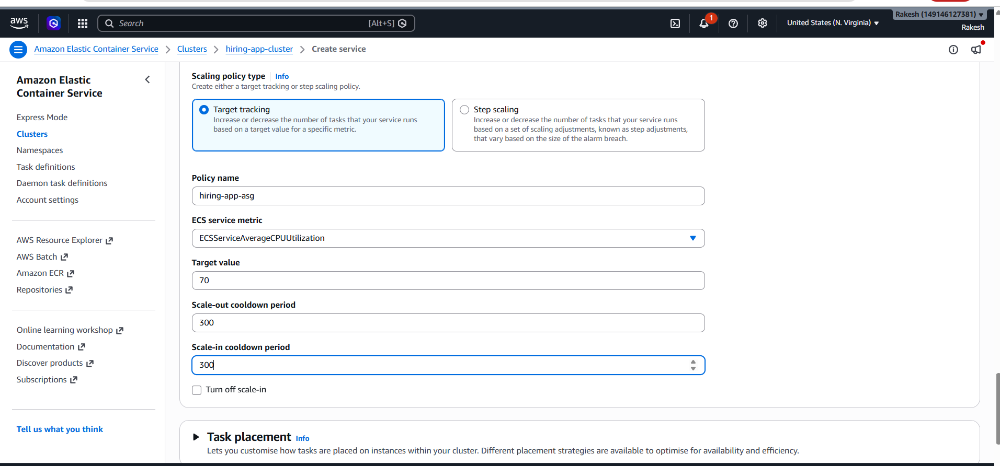 aws
Search
[Alt+S]
1
United States (N. Virginia)
Rakesh (149146127381)
Rakesh
Amazon Elastic Container Service
Clusters
hiring-app-cluster
Create service
Amazon Elastic
Container Service
Express Mode
Clusters
Namespaces
Task definitions
Daemon task definitions
Account settings
AWS Resource Explorer
AWS Batch
Amazon ECR
Repositories
Online learning workshop
Documentation
Discover products
Subscriptions
Tell us what you think
Scaling policy type
Info
Create either a target tracking or step scaling policy.
Target tracking
Increase or decrease the number of tasks that your service runs
based on a target value for a specific metric.
Step scaling
Increase or decrease the number of tasks that your service runs
based on a set of scaling adjustments, known as step adjustments,
that vary based on the size of the alarm breach.
Policy name
hiring-app-asg
ECS service metric
ECSServiceAverageCPUUtilization
Target value
70
Scale-out cooldown period
300
Scale-in cooldown period
300
Turn off scale-in
Task placement
Info
Lets you customise how tasks are placed on instances within your cluster. Different placement strategies are available to optimise for availability and efficiency.